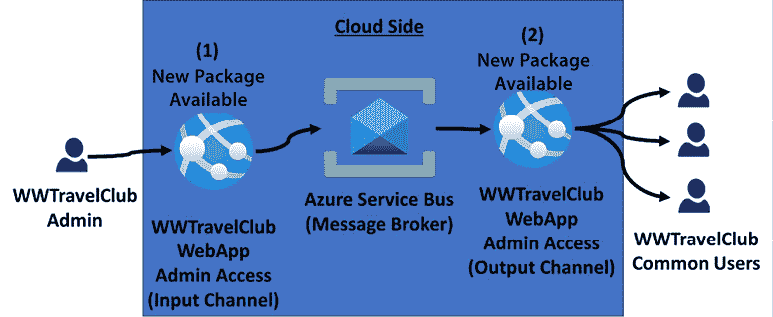 Cloud Side
(1)
New Package
Available
(2)
New Package
Available
WWTravelClub
Admin
WWTravelClub
WebApp
Admin Access
(Input Channel)
Azure Service Bus
(Message Broker)
WWTravelClub
WebApp
Admin Access
(Output Channel)
WWTravelClub
Common Users